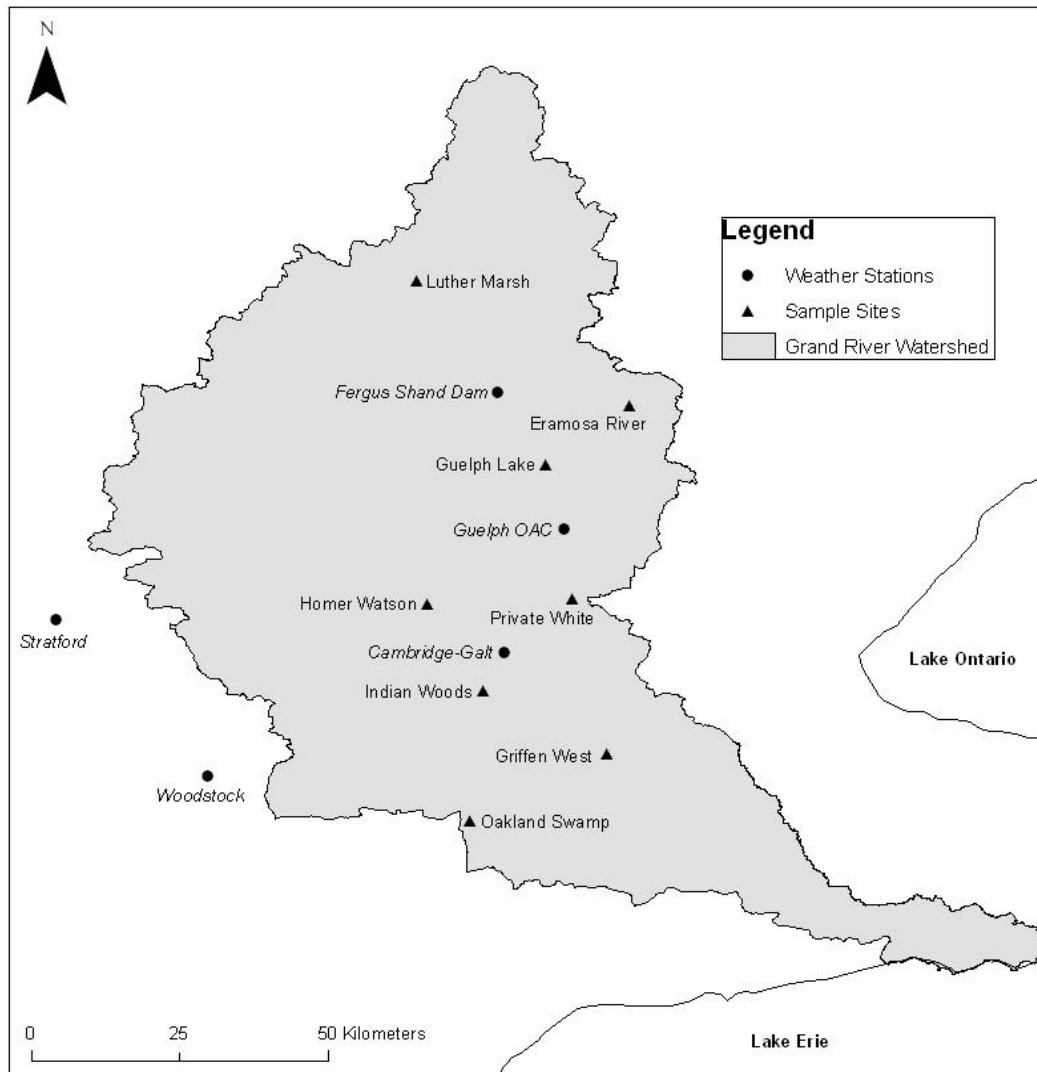 N
Legend
Weather Stations
Sample Sites
Grand River Watershed
Luther Marsh
Fergus Shand Dam
Eramosa River
Guelph Lake
Guelph OAC
Homer Watson
Private White
Stratford
Cambridge-Galt
Lake Ontario
Indian Woods
Griffen West
Woodstock
Oakland Swamp
0 25 50 Kilometers
Lake Erie